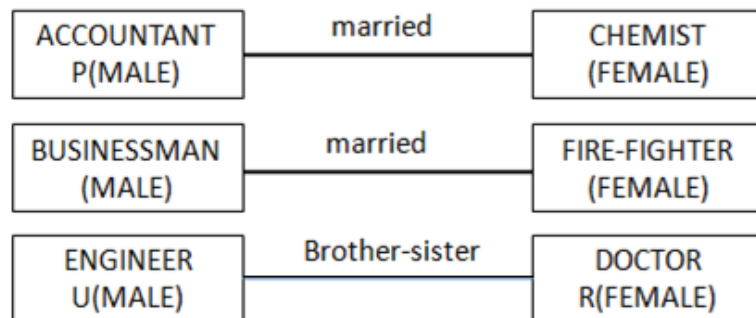 ACCOUNTANT
P(MALE)
married
CHEMIST
(FEMALE)
BUSINESSMAN
(MALE)
married
FIRE-FIGHTER
(FEMALE)
ENGINEER
U(MALE)
Brother-sister
DOCTOR
R(FEMALE)